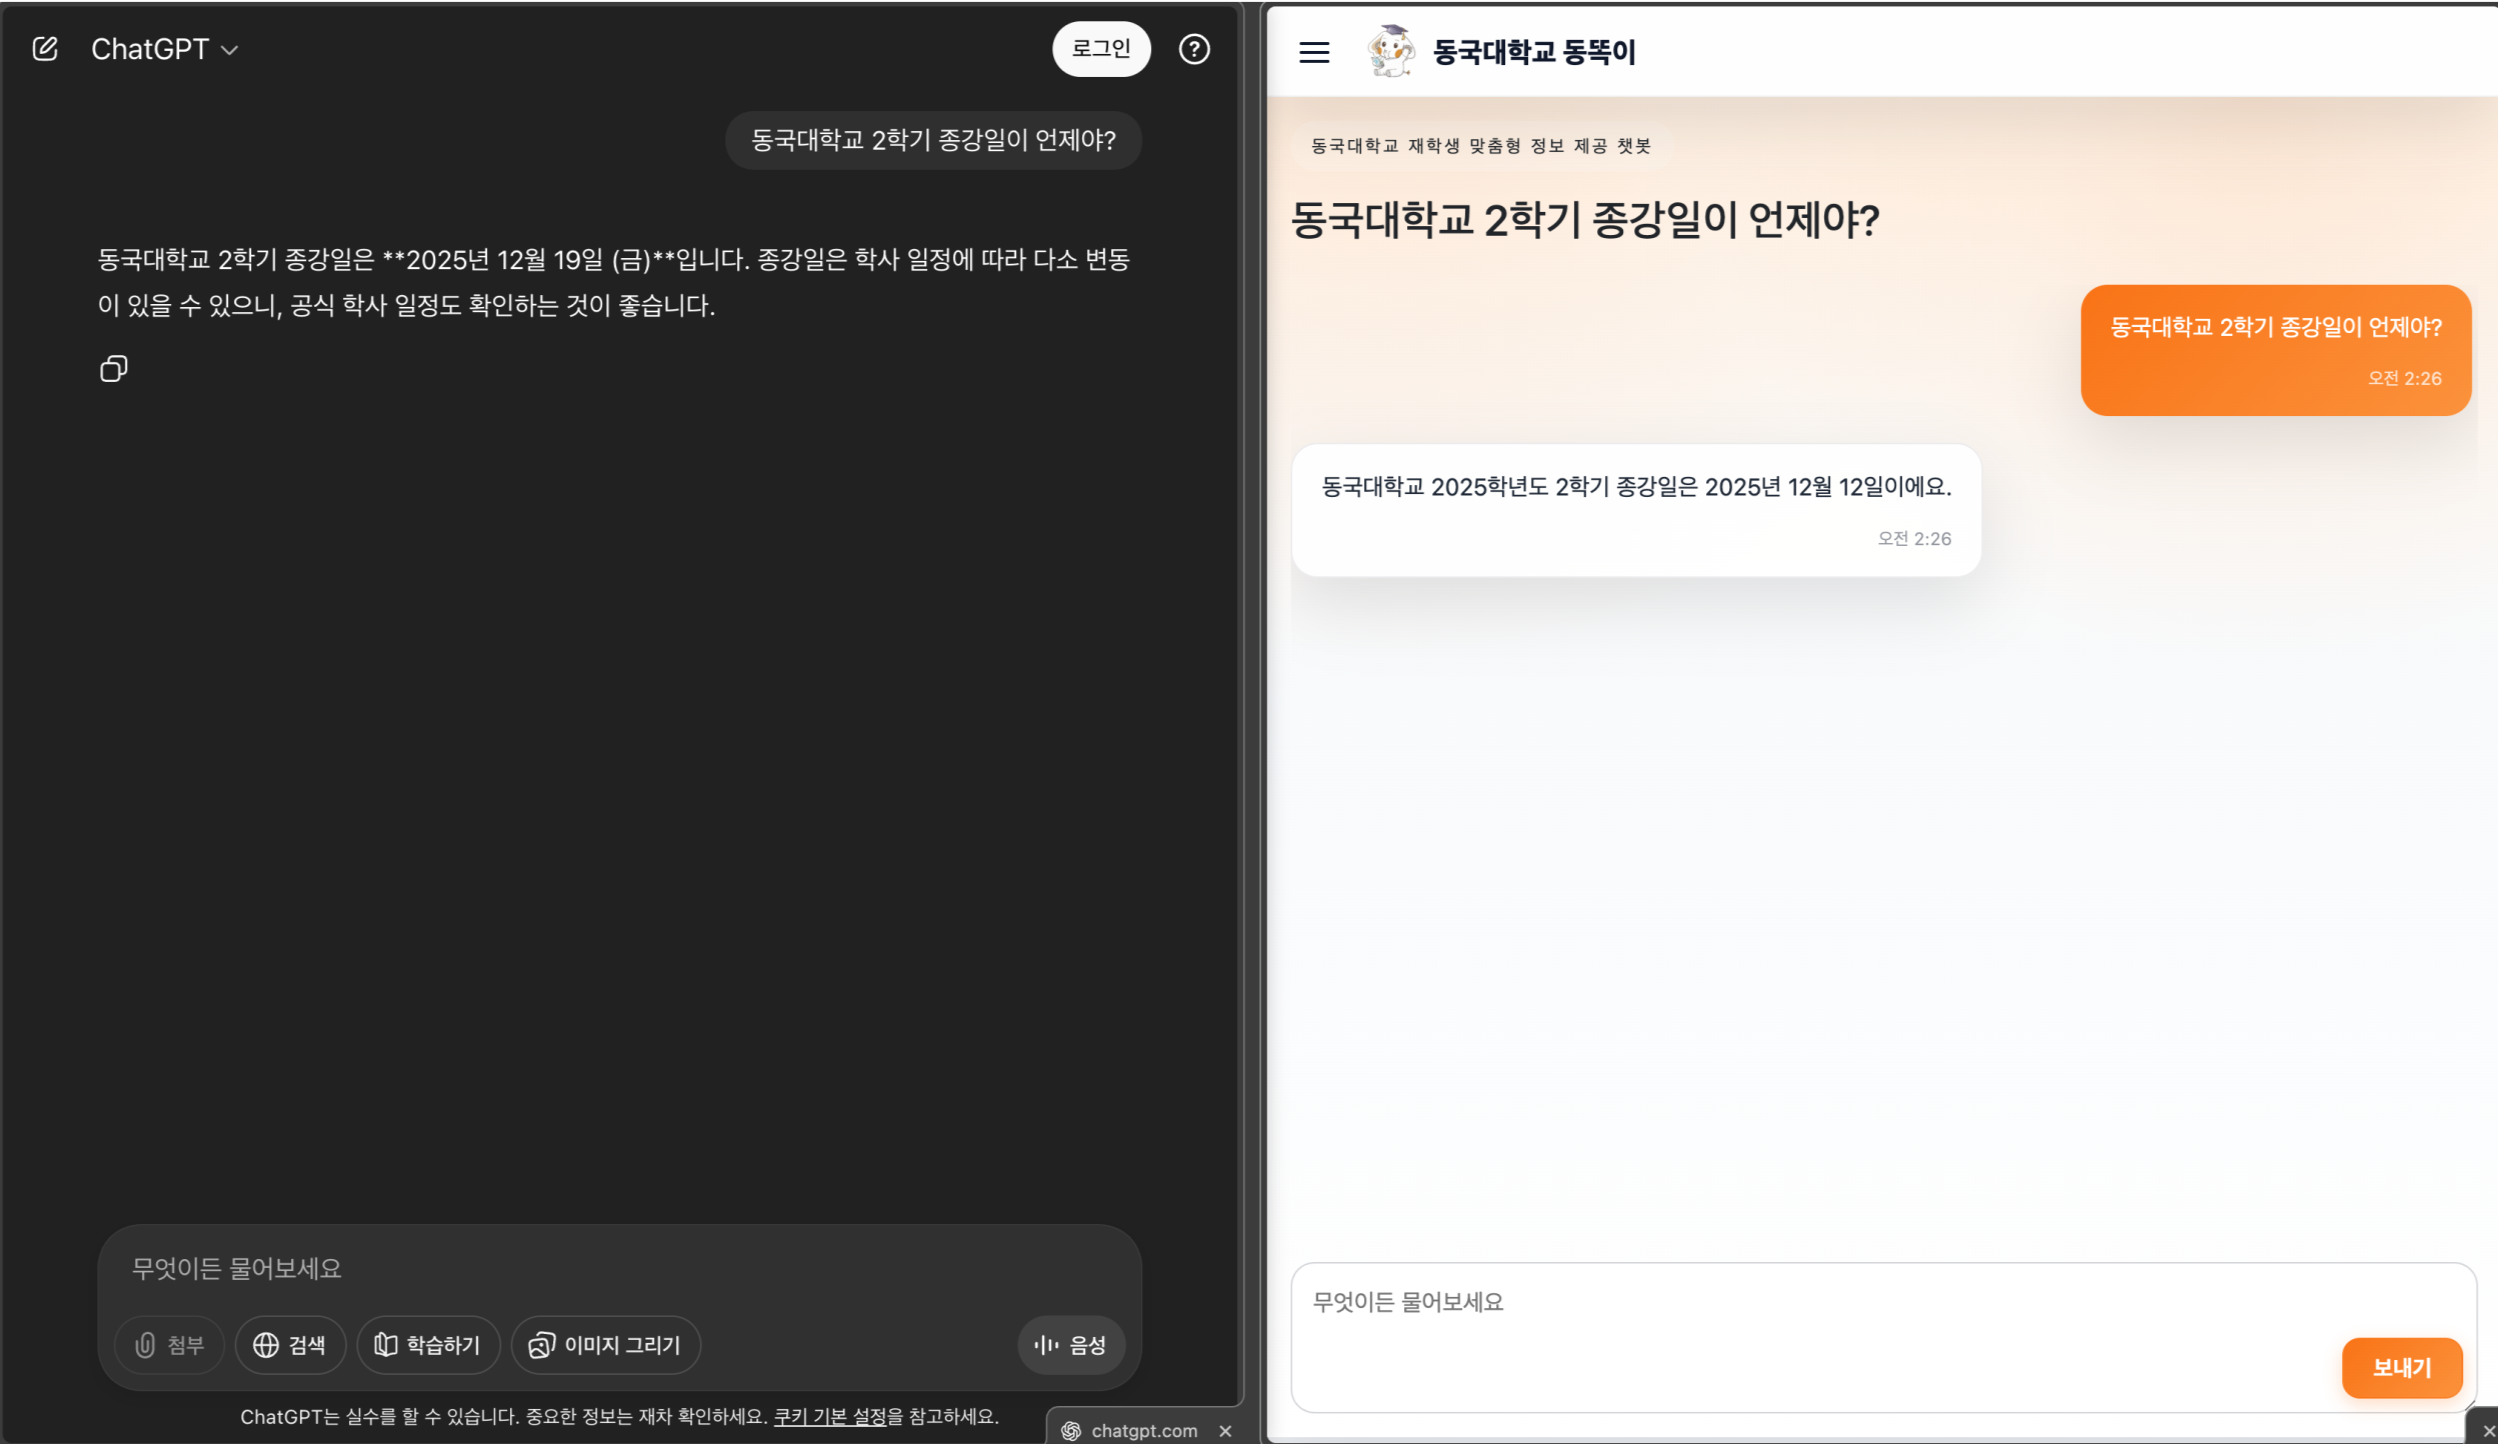 ChatGPT
로그인
동국대학교 2학기 종강일이 언제야?
동국대학교 2학기 종강일은 **2025년 12월 19일 (금)**입니다. 종강일은 학사 일정에 따라 다소 변동
이 있을 수 있으니, 공식 학사 일정도 확인하는 것이 좋습니다.
무엇이든 물어보세요
첨부
검색
학습하기
이미지 그리기
음성
ChatGPT는 실수를 할 수 있습니다. 중요한 정보는 재차 확인하세요. 쿠키 기본 설정을 참고하세요.
chatgpt.com
동국대학교 동똑이
동국대학교 재학생 맞춤형 정보 제공 챗봇
동국대학교 2학기 종강일이 언제야?
동국대학교 2학기 종강일이 언제야?
오전 2:26
동국대학교 2025학년도 2학기 종강일은 2025년 12월 12일이에요.
오전 2:26
무엇이든 물어보세요
보내기